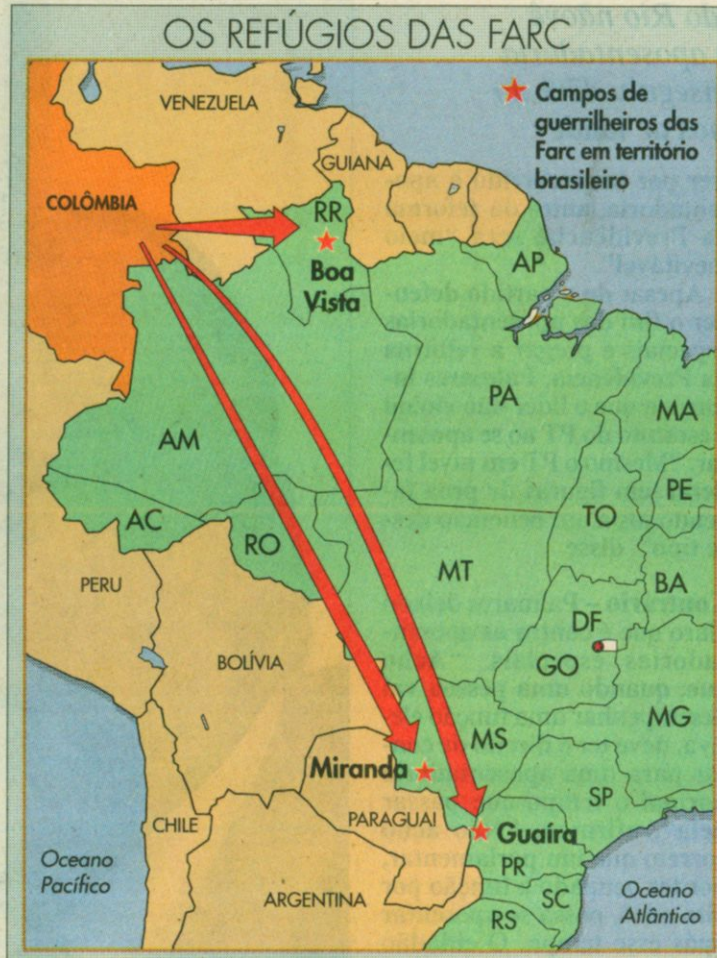 OS REFÚGIOS DAS FARC
VENEZUELA
Campos de
guerrilheiros das
Farc em território
brasileiro
GUIANA
COLÔMBIA
RR
Boa
Vista
AP
PA
MA
AM
PE
TO
AC
RO
MT
BA
PERU
DF
GO
BOLÍVIA
MG
MS
Miranda
SP
CHILE
PARAGUAI
Guaíra
PR
Oceano
Pacífico
ARGENTINA
SC
Oceano
Atlântico
RS